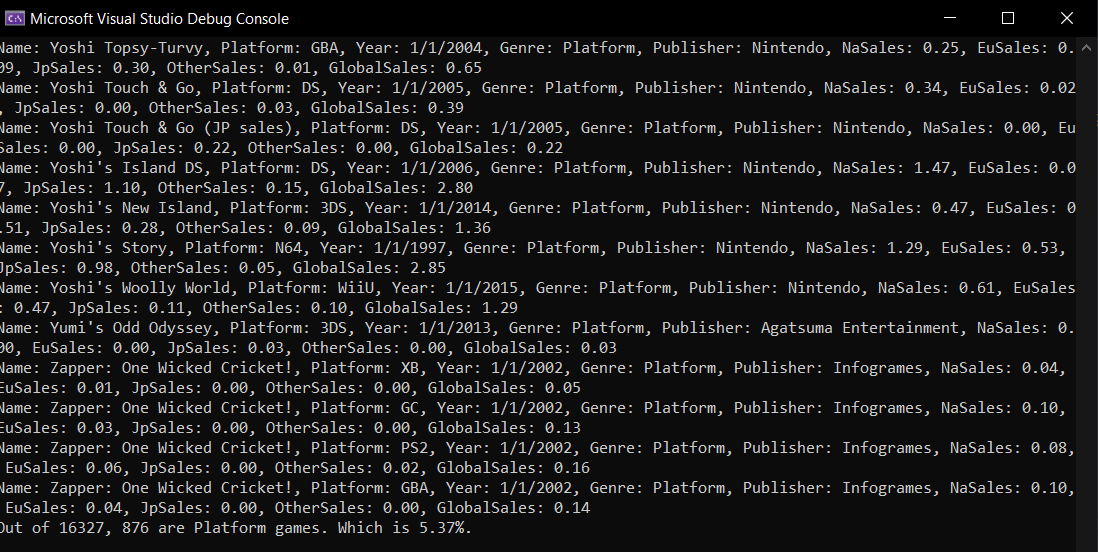 Microsoft Visual Studio Debug Console
Name: Yoshi Topsy-Turvy, Platform: GBA, Year: 1/1/2004, Genre: Platform, Publisher: Nintendo, NaSales: 0.25, EuSales: 0.
09, JpSales: 0.30, OtherSales: 0.01, GlobalSales: 0.65
Name: Yoshi Touch & Go, Platform: DS, Year: 1/1/2005, Genre: Platform, Publisher: Nintendo, NaSales: 0.34, EuSales: 0.02
, JpSales: 0.00, OtherSales: 0.03, GlobalSales: 0.39
Name: Yoshi Touch & Go (JP sales), Platform: DS, Year: 1/1/2005, Genre: Platform, Publisher: Nintendo, NaSales: 0.00, Eu
Sales: 0.00, JpSales: 0.22, OtherSales: 0.00, GlobalSales: 0.22
Name: Yoshi's Island DS, Platform: DS, Year: 1/1/2006, Genre: Platform, Publisher: Nintendo, NaSales: 1.47, EuSales: 0.0
7, JpSales: 1.10, OtherSales: 0.15, GlobalSales: 2.80
Name: Yoshi's New Island, Platform: 3DS, Year: 1/1/2014, Genre: Platform, Publisher: Nintendo, NaSales: 0.47, EuSales: 0
.51, JpSales: 0.28, OtherSales: 0.09, GlobalSales: 1.36
Name: Yoshi's Story, Platform: N64, Year: 1/1/1997, Genre: Platform, Publisher: Nintendo, NaSales: 1.29, EuSales: 0.53,
JpSales: 0.98, OtherSales: 0.05, GlobalSales: 2.85
Name: Yoshi's Woolly World, Platform: WiiU, Year: 1/1/2015, Genre: Platform, Publisher: Nintendo, NaSales: 0.61, EuSales
: 0.47, JpSales: 0.11, OtherSales: 0.10, GlobalSales: 1.29
Name: Yumi's Odd Odyssey, Platform: 3DS, Year: 1/1/2013, Genre: Platform, Publisher: Agatsuma Entertainment, NaSales: 0.
00, EuSales: 0.00, JpSales: 0.03, OtherSales: 0.00, GlobalSales: 0.03
Name: Zapper: One Wicked Cricket!, Platform: XB, Year: 1/1/2002, Genre: Platform, Publisher: Infogrames, NaSales: 0.04,
EuSales: 0.01, JpSales: 0.00, OtherSales: 0.00, GlobalSales: 0.05
Name: Zapper: One Wicked Cricket!, Platform: GC, Year: 1/1/2002, Genre: Platform, Publisher: Infogrames, NaSales: 0.10,
EuSales: 0.03, JpSales: 0.00, OtherSales: 0.00, GlobalSales: 0.13
Name: Zapper: One Wicked Cricket!, Platform: PS2, Year: 1/1/2002, Genre: Platform, Publisher: Infogrames, NaSales: 0.08,
EuSales: 0.06, JpSales: 0.00, OtherSales: 0.02, GlobalSales: 0.16
Name: Zapper: One Wicked Cricket!, Platform: GBA, Year: 1/1/2002, Genre: Platform, Publisher: Infogrames, NaSales: 0.10,
EuSales: 0.04, JpSales: 0.00, OtherSales: 0.00, GlobalSales: 0.14
Out of 16327, 876 are Platform games. Which is 5.37%.